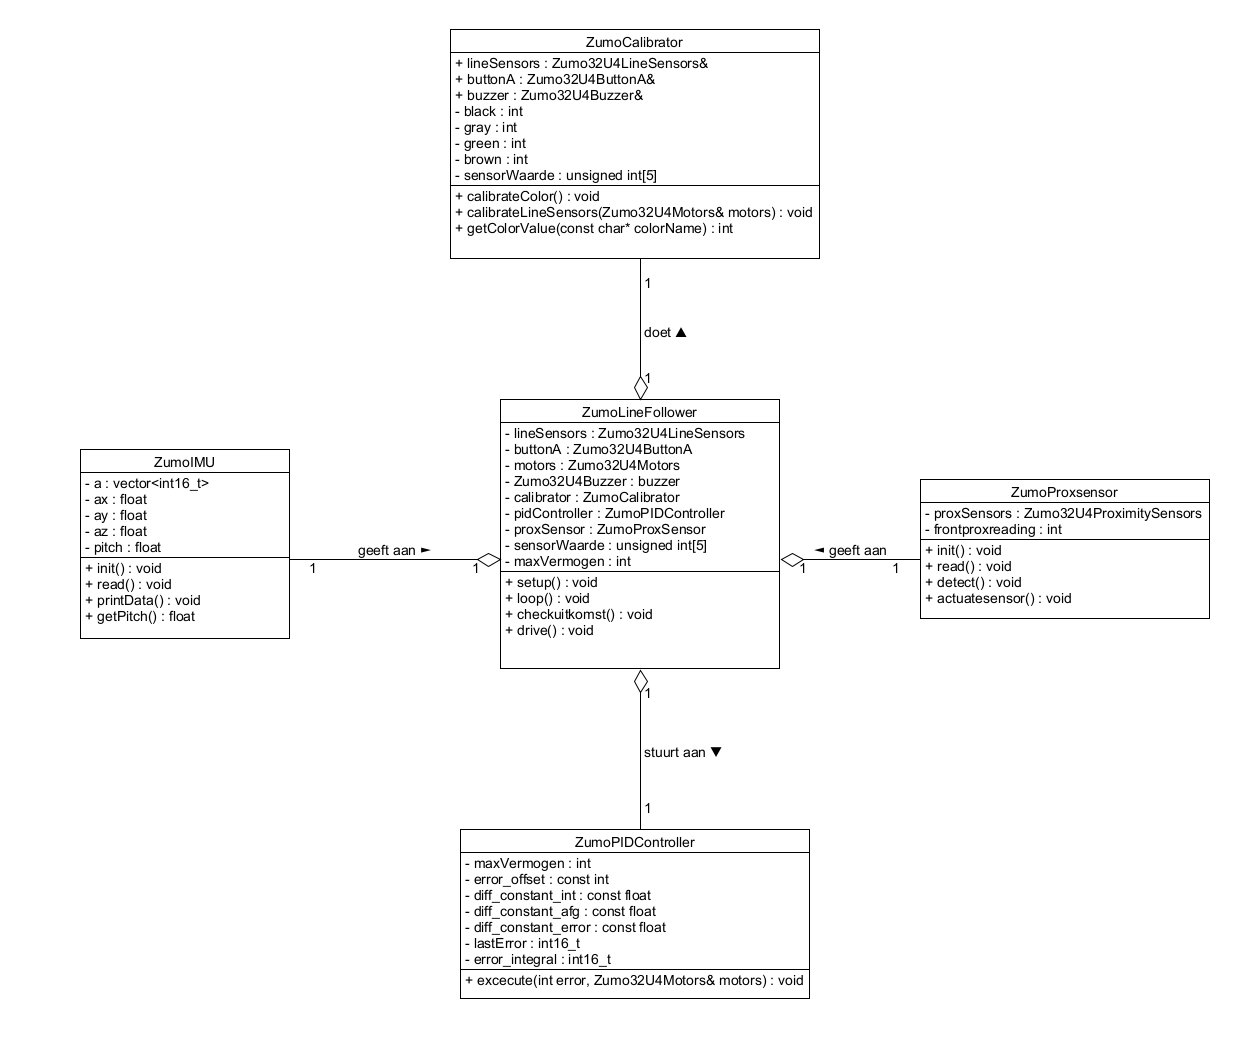 ZumoCalibrator
+ lineSensors : Zumo32U4LineSensors&
+ buttonA : Zumo32U4ButtonA&
+ buzzer : Zumo32U4Buzzer&
- black : int
- gray : int
- green : int
- brown : int
- sensorWaarde : unsigned int[5]
+ calibrateColor() : void
+ calibrateLineSensors(Zumo32U4Motors& motors) : void
+ getColorValue(const char* colorName) : int
1
doet ▲
1
ZumoLineFollower
- lineSensors : Zumo32U4LineSensors
- buttonA : Zumo32U4ButtonA
- motors : Zumo32U4Motors
- Zumo32U4Buzzer : buzzer
- calibrator : ZumoCalibrator
- pidController : ZumoPIDController
- proxSensor : ZumoProxSensor
- sensorWaarde : unsigned int[5]
- maxVermogen : int
+ setup() : void
+ loop() : void
+ checkuitkomst() : void
+ drive() : void
ZumoIMU
- a : vector<int16_t>
- ax : float
- ay : float
- az : float
- pitch : float
+ init() : void
+ read() : void
+ printData() : void
+ getPitch() : float
geeft aan ►
1
1
ZumoProxsensor
- proxSensors : Zumo32U4ProximitySensors
- frontproxreading : int
+ init() : void
+ read() : void
+ detect() : void
+ actuatesensor() : void
◄ geeft aan
1
1
1
stuurt aan ▼
1
ZumoPIDController
- maxVermogen : int
- error_offset : const int
- diff_constant_int : const float
- diff_constant_afg : const float
- diff_constant_error : const float
- lastError : int16_t
- error_integral : int16_t
+ excecute(int error, Zumo32U4Motors& motors) : void